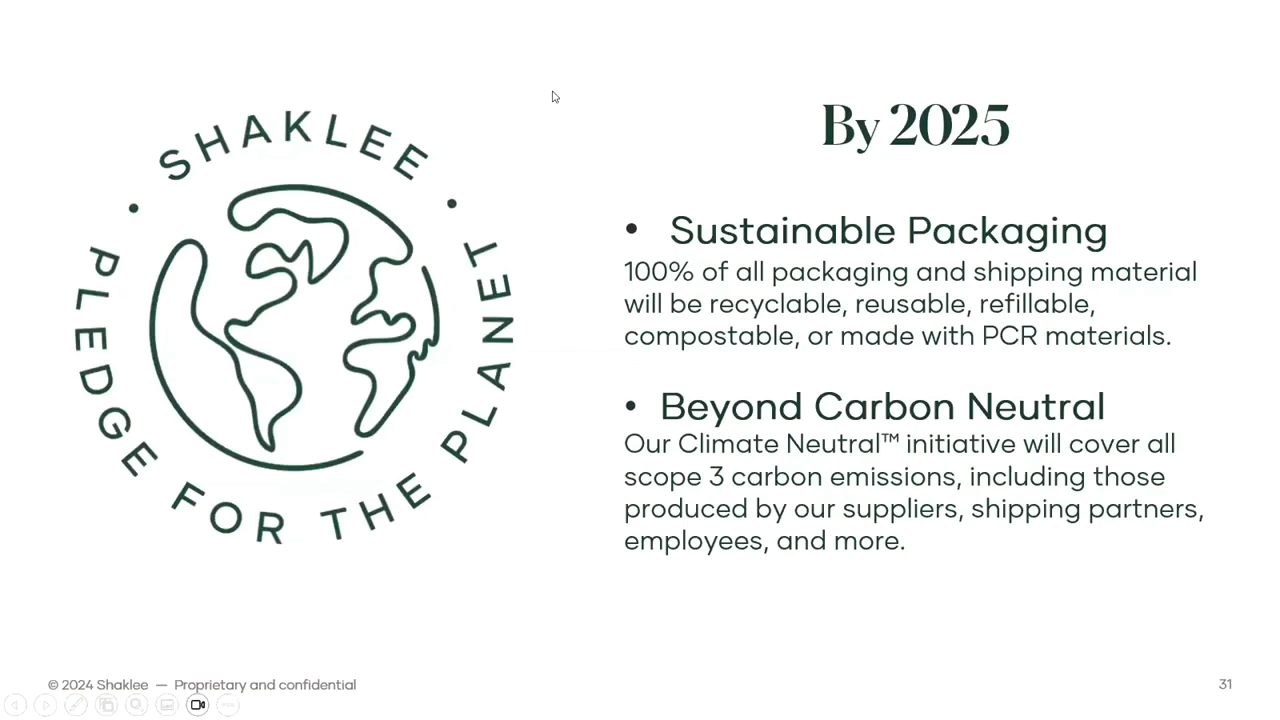 SHAKLEE
PLEDGE FOR THE PLANET
By 2025
• Sustainable Packaging
100% of all packaging and shipping material
will be recyclable, reusable, refillable,
compostable, or made with PCR materials.
• Beyond Carbon Neutral
Our Climate Neutral™ initiative will cover all
scope 3 carbon emissions, including those
produced by our suppliers, shipping partners,
employees, and more.
© 2024 Shaklee — Proprietary and confidential
31